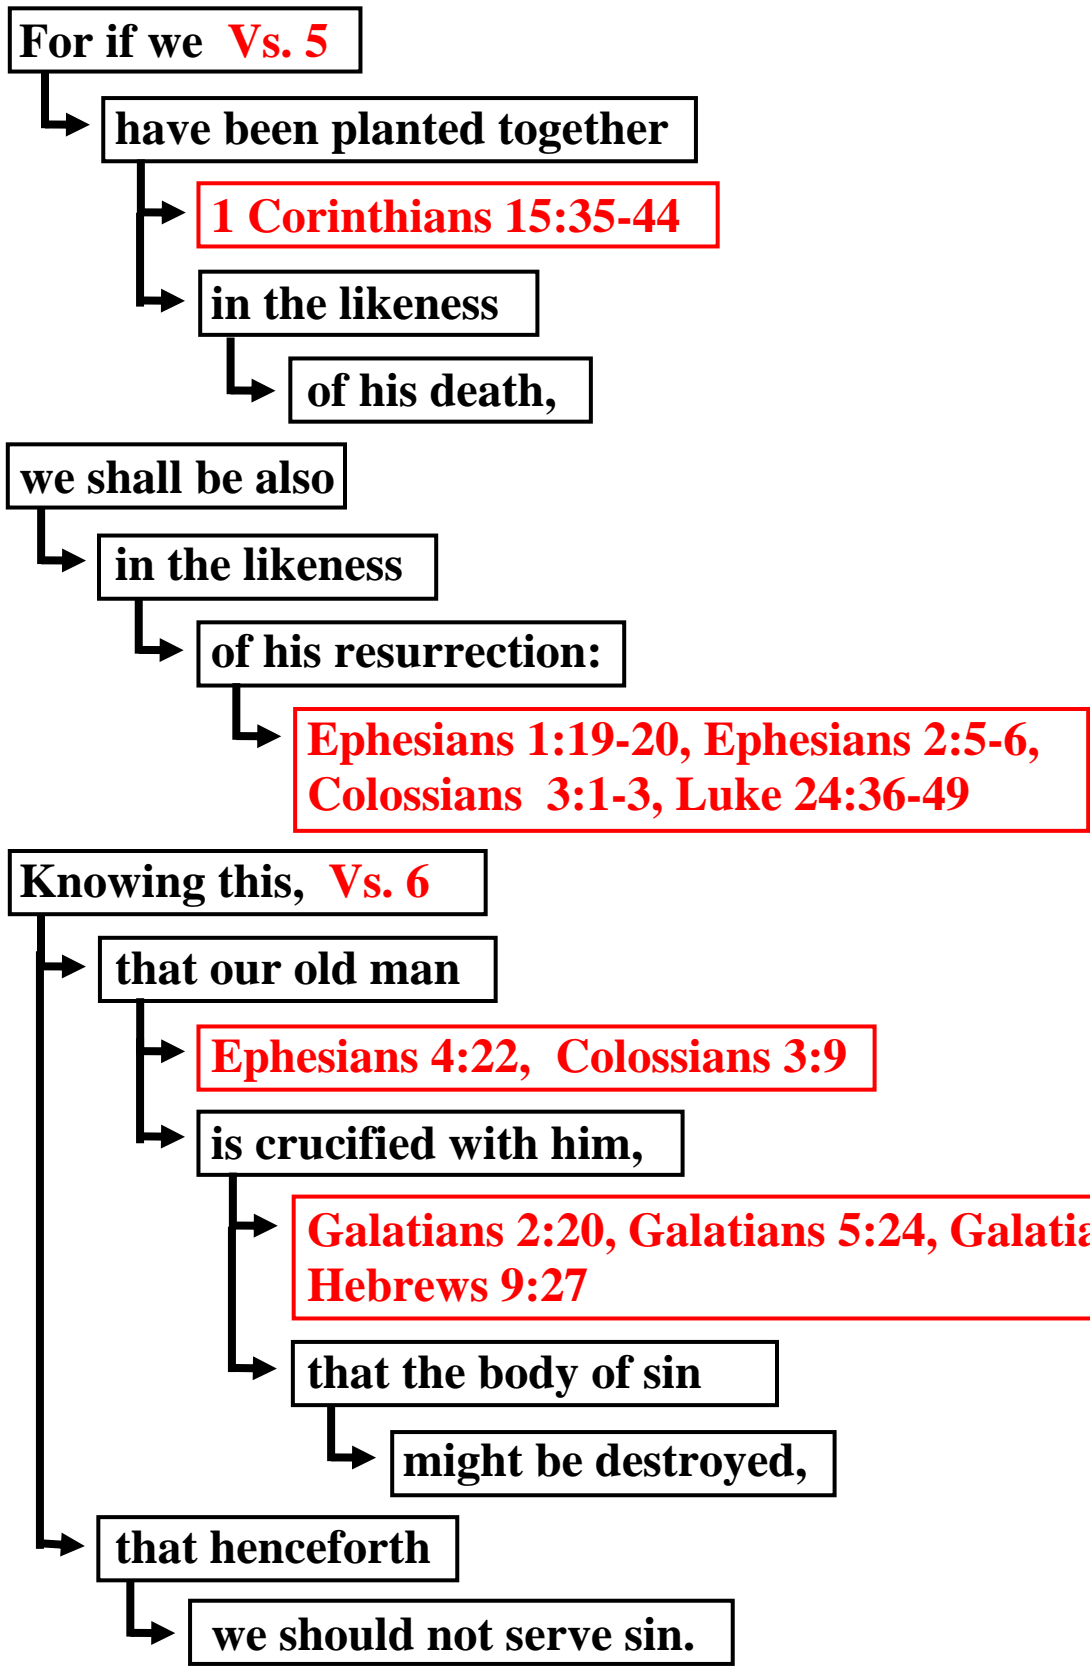 For if we Vs. 5
have been planted together
1 Corinthians 15:35-44
in the likeness
of his death,
we shall be also
in the likeness
of his resurrection:
Ephesians 1:19-20, Ephesians 2:5-6,
Colossians 3:1-3, Luke 24:36-49
Knowing this, Vs. 6
that our old man
Ephesians 4:22, Colossians 3:9
is crucified with him,
Galatians 2:20, Galatians 5:24,
Hebrews 9:27
that the body of sin
might be destroyed,
that henceforth
we should not serve sin.